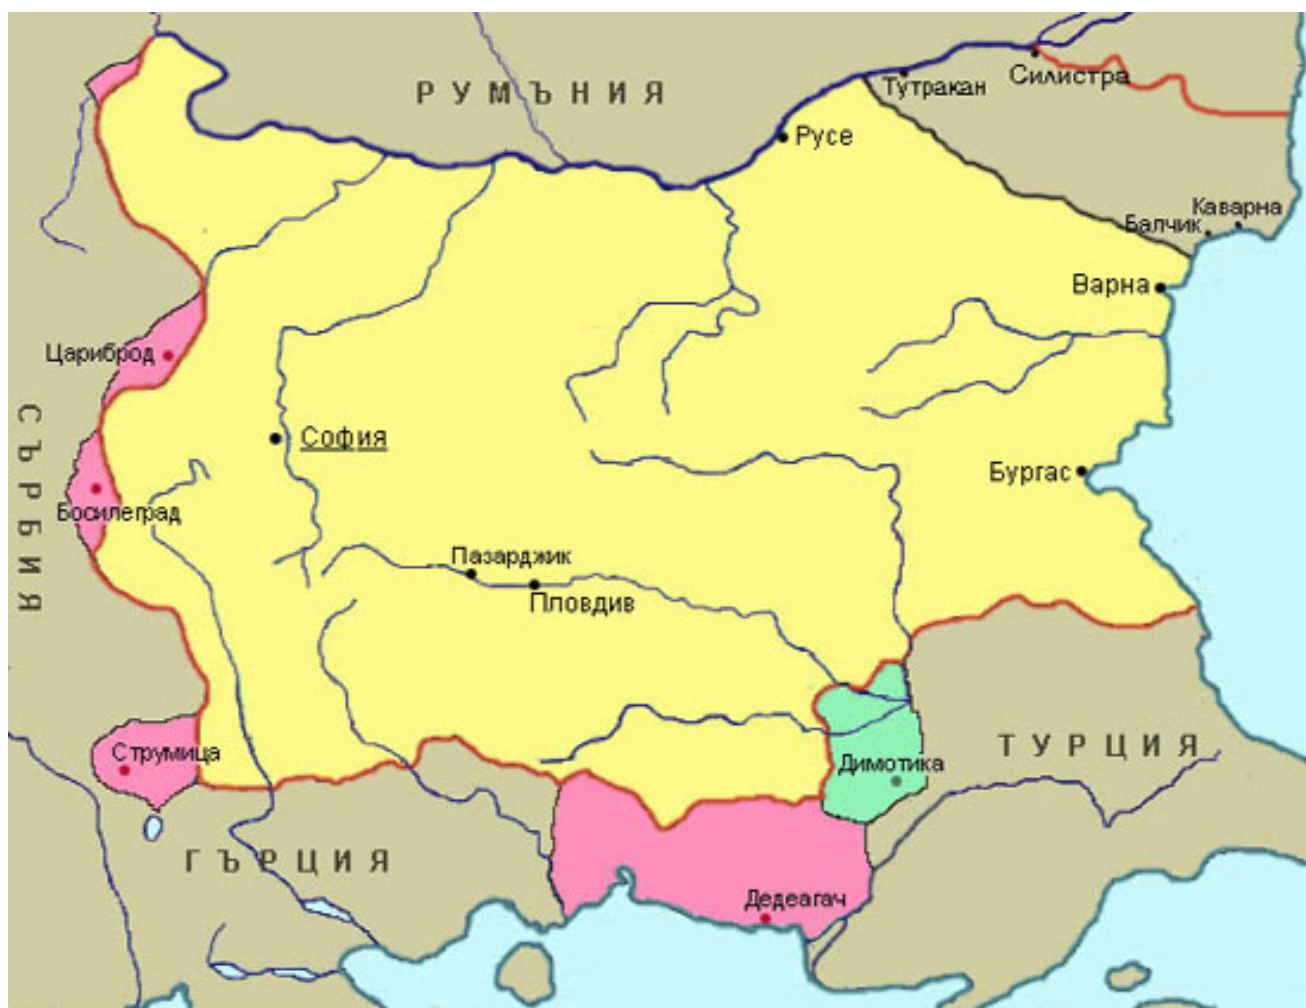 РУМЪНИЯ
Тутракан
Силистра
Русе
Каварна
Балчик
Варна
Цариброд
СЪРБИЯ
София
Бургас
Босилеград
Пазарджик
Пловдив
Струмица
ТУРЦИЯ
Димотика
ГЪРЦИЯ
Дедеагач